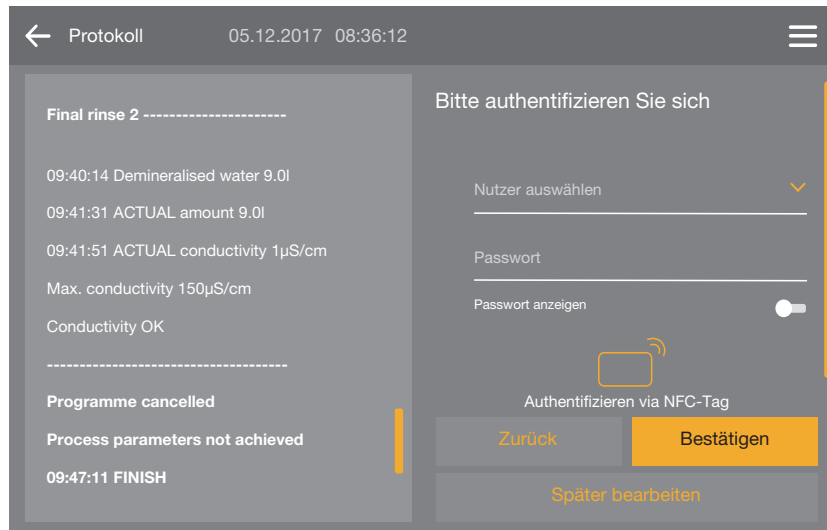 Protokoll 05.12.2017 08:36:12
Final rinse 2 ----------------------
09:40:14 Demineralised water 9.0l
09:41:31 ACTUAL amount 9.0l
09:41:51 ACTUAL conductivity 1µS/cm
Max. conductivity 150µS/cm
Conductivity OK
-------------------------------------
Programme cancelled
Process parameters not achieved
09:47:11 FINISH
Bitte authentifizieren Sie sich
Nutzer auswählen
Passwort
Passwort anzeigen
Authentifizieren via NFC-Tag
Zurück
Bestätigen
Später bearbeiten